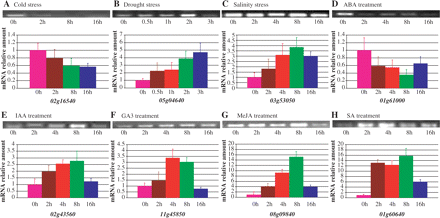 A Cold stress
B Drought stress
C Salinity stress
D ABA treatment
0h 2h 8h 16h
0h 0.5h 1h 2h 3h
0h 2h 4h 8h 16h
0h 2h 4h 8h 16h
mRNA relative amount
mRNA relative amount
mRNA relative amount
mRNA relative amount
0h 2h 8h 16h
0h 0.5h 1h 2h 3h
0h 2h 4h 8h 16h
0h 2h 4h 8h 16h
02g16540
05g04640
03g53050
01g61000
E IAA treatment
F GA3 treatment
G MeJA treatment
H SA treatment
0h 2h 4h 8h 16h
0h 2h 4h 8h 16h
0h 2h 4h 8h 16h
0h 2h 4h 8h 16h
mRNA relative amount
mRNA relative amount
mRNA relative amount
mRNA relative amount
0h 2h 4h 8h 16h
0h 2h 4h 8h 16h
0h 2h 4h 8h 16h
0h 2h 4h 8h 16h
02g43560
11g45850
08g09840
01g60640